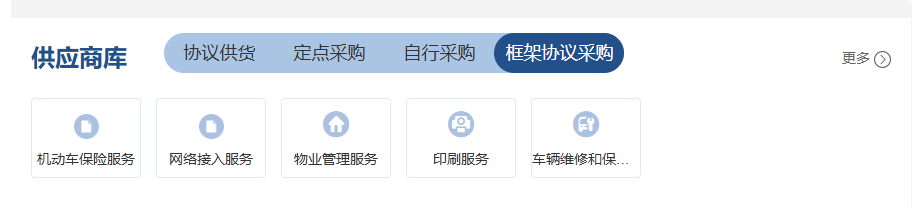 供应商库
协议供货
定点采购
自行采购
框架协议采购
更多
机动车保险服务
网络接入服务
物业管理服务
印刷服务
车辆维修和保...